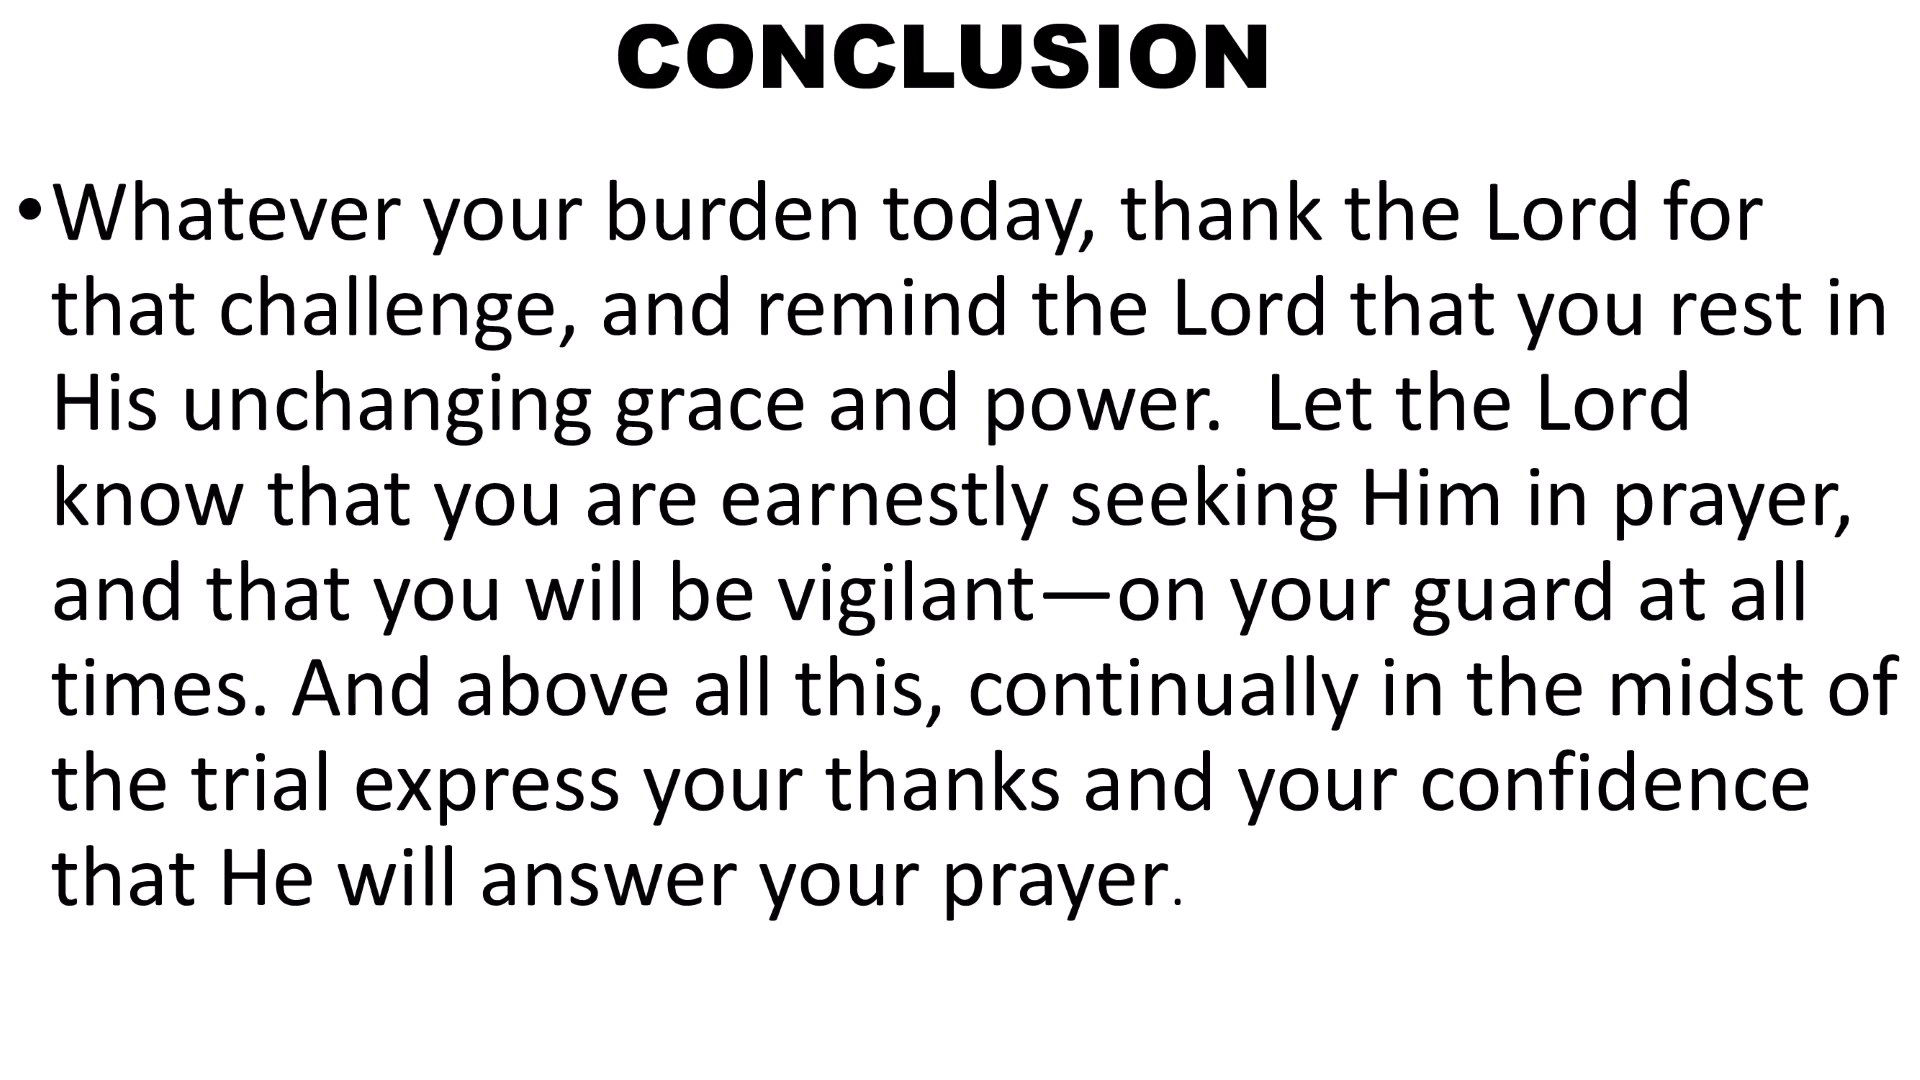 CONCLUSION
•Whatever your burden today, thank the Lord for
that challenge, and remind the Lord that you rest in
His unchanging grace and power.  Let the Lord
know that you are earnestly seeking Him in prayer,
and that you will be vigilant—on your guard at all
times. And above all this, continually in the midst of
the trial express your thanks and your confidence
that He will answer your prayer.